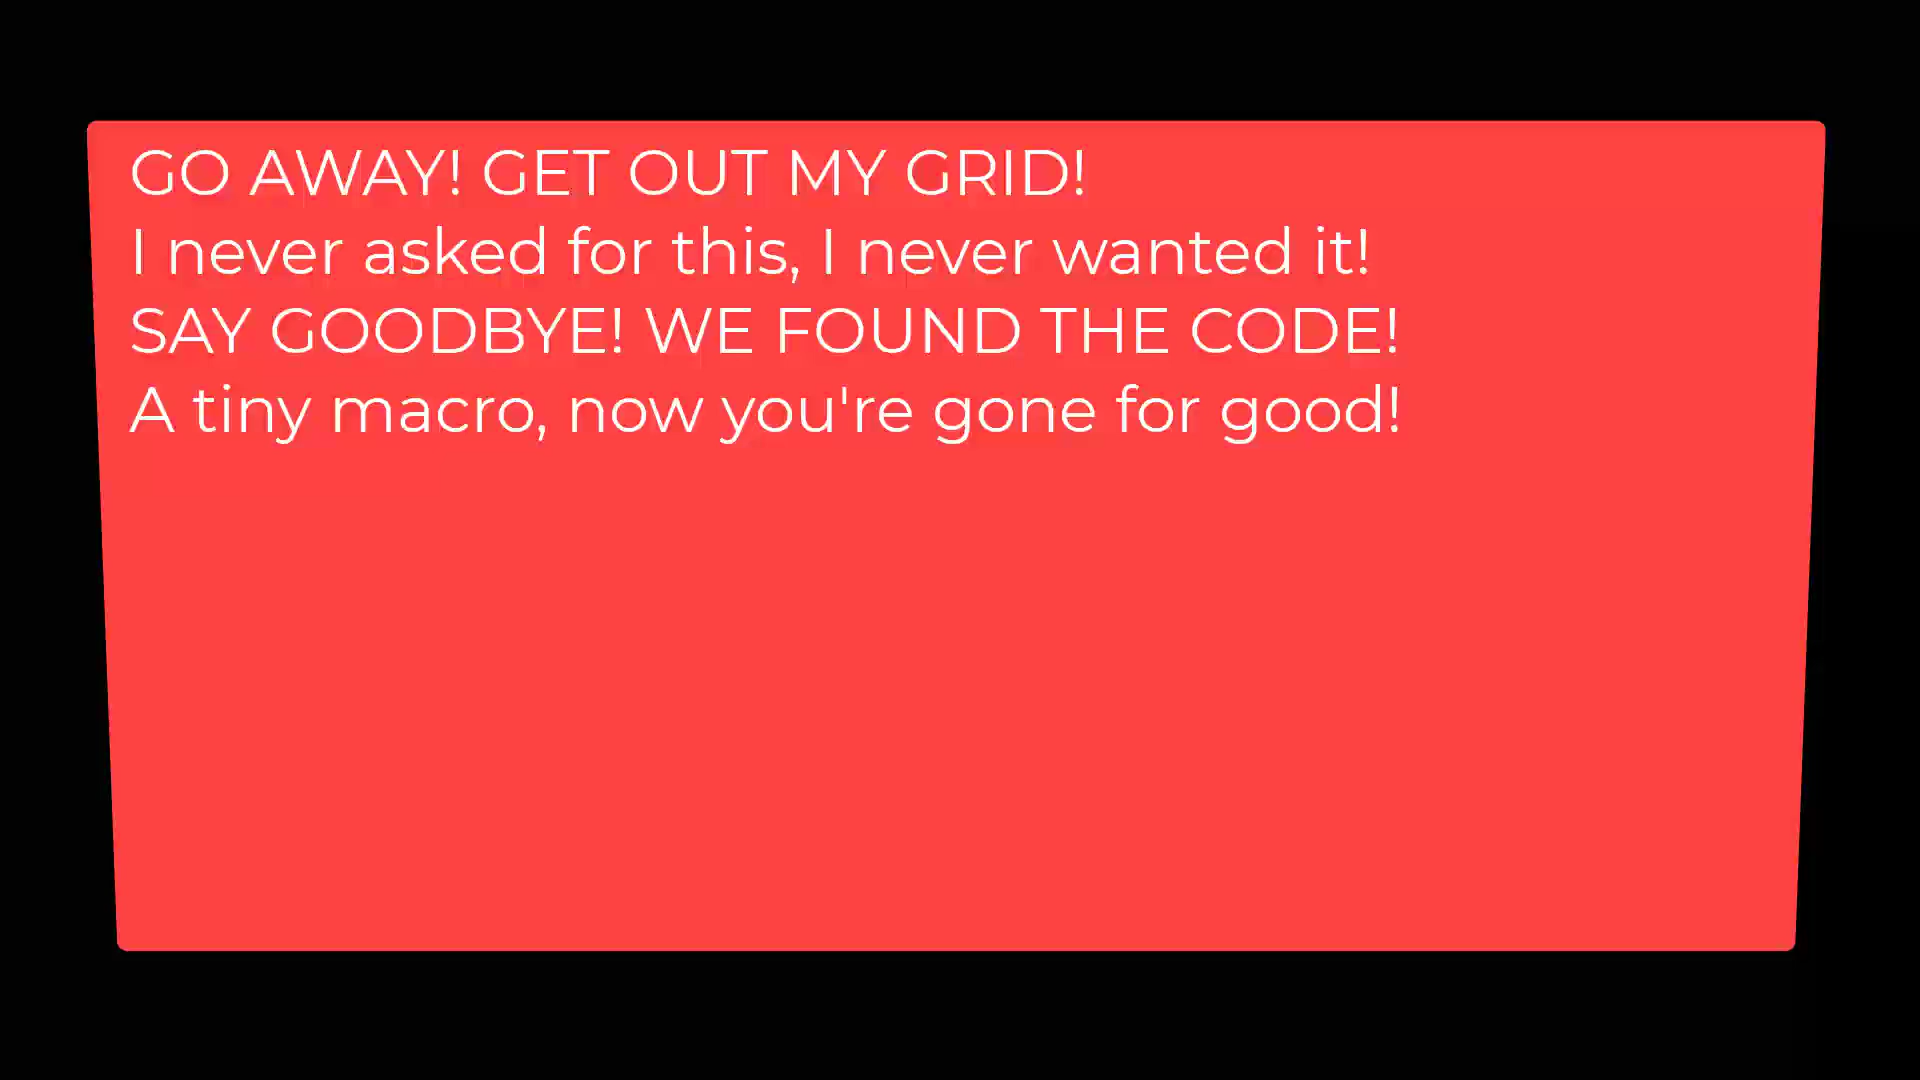 GO AWAY! GET OUT MY GRID!
I never asked for this, I never wanted it!
SAY GOODBYE! WE FOUND THE CODE!
A tiny macro, now you're gone for good!